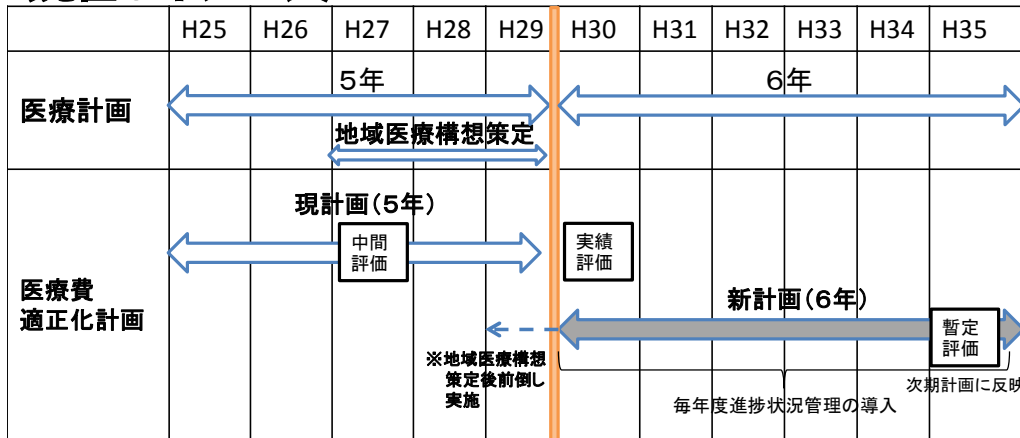 H25 H26 H27 H28 H29 H30 H31 H32 H33 H34 H35
医療計画
5年
6年
地域医療構想策定
医療費
適正化計画
現計画(5年)
中間
評価
実績
評価
新計画(6年)
暫定
評価
※地域医療構想
策定後前倒し
実施
次期計画に反映
毎年度進捗状況管理の導入